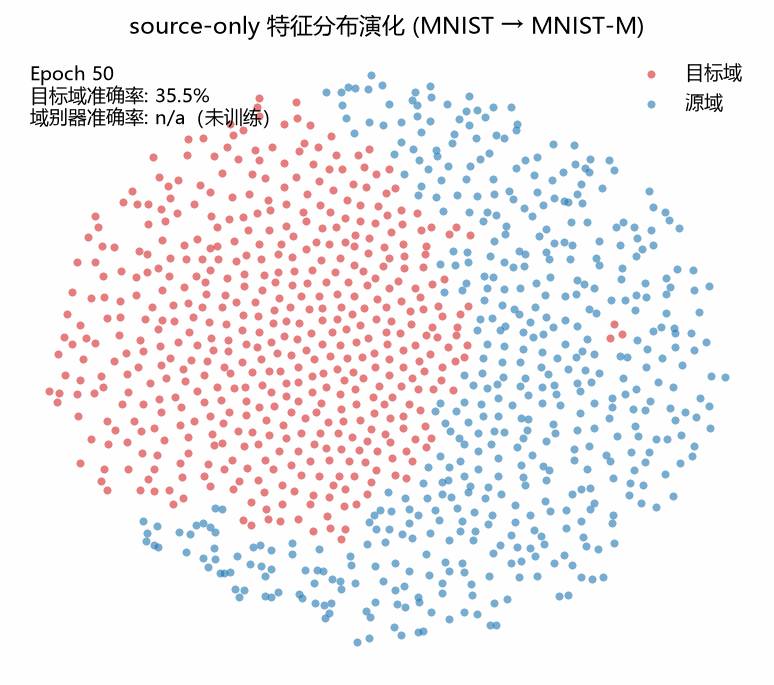 source-only 特征分布演化 (MNIST → MNIST-M)
Epoch 50
目标域准确率: 35.5%
域别器准确率: n/a（未训练）
目标域
源域